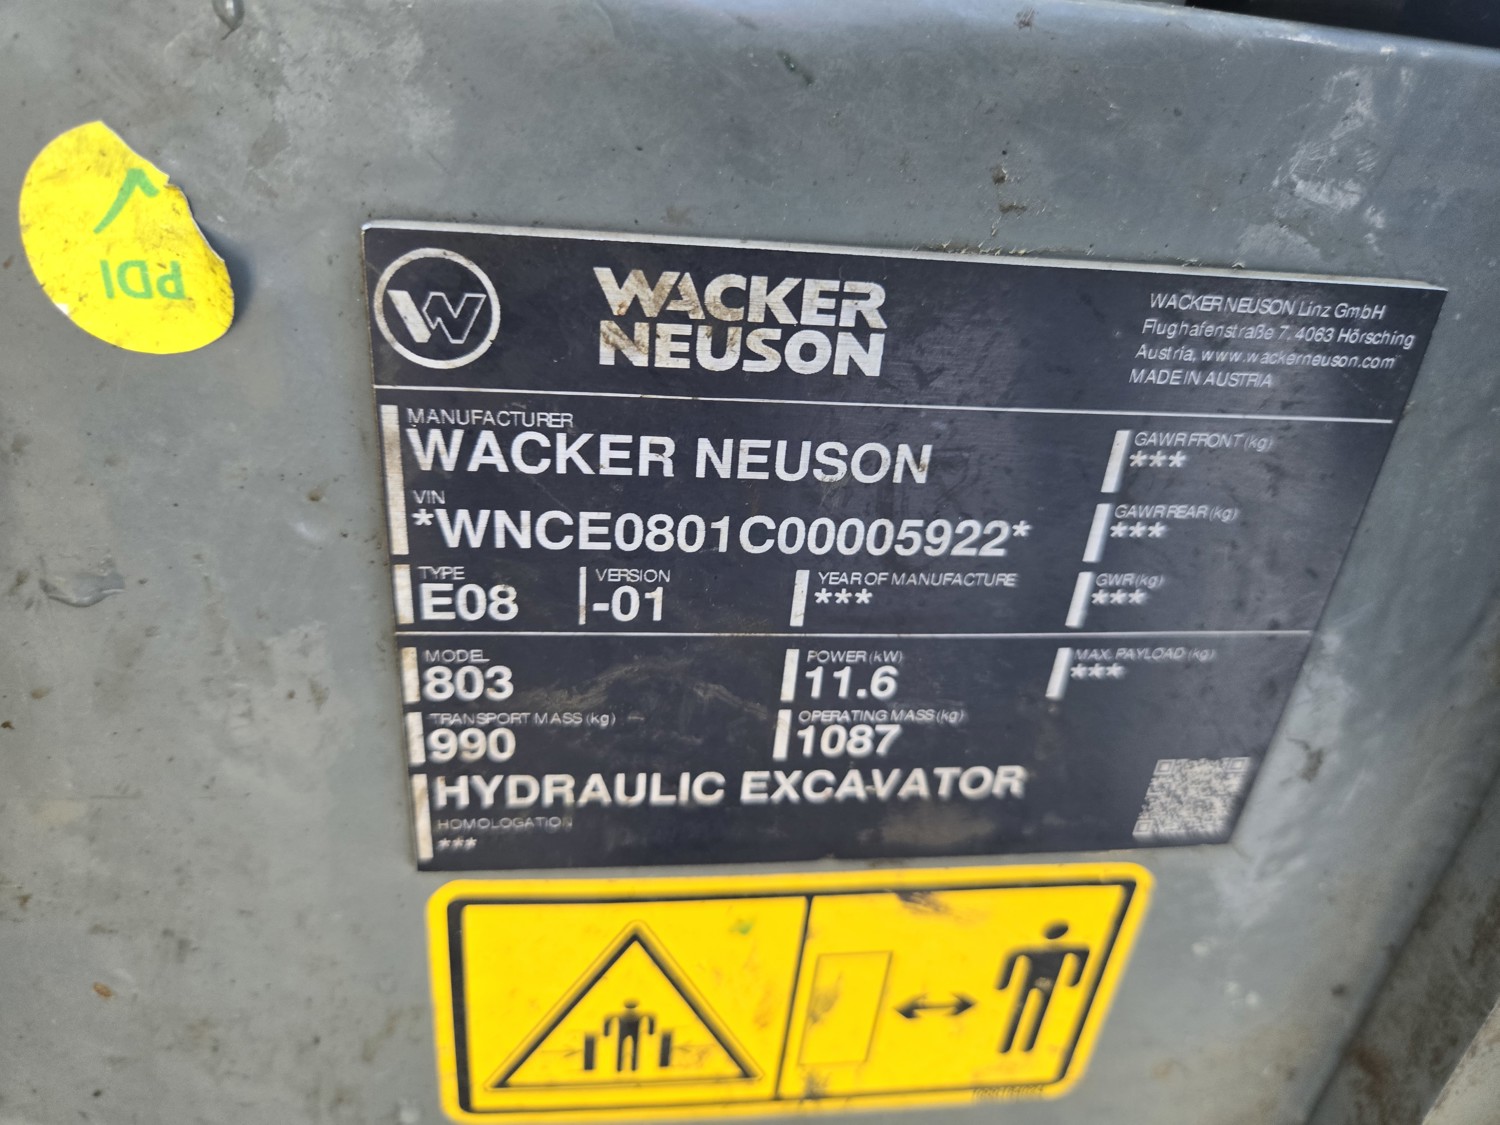 PDI
WACKER
NEUSON
WACKER NEUSON Linz GmbH
Flughafenstraße 7, 4063 Hörsching
Austria, www.wackerneuson.com
MADE IN AUSTRIA
MANUFACTURER
WACKER NEUSON
VIN
*WNCE0801C00005922*
GAWR FRONT (kg)
***
GAWR REAR (kg)
***
TYPE
E08
VERSION
-01
YEAR OF MANUFACTURE
***
GWR (kg)
***
MODEL
803
POWER (kW)
11.6
MAX. PAYLOAD (kg)
***
TRANSPORT MASS (kg)
990
OPERATING MASS (kg)
1087
HYDRAULIC EXCAVATOR
HOMOLOGATION
***